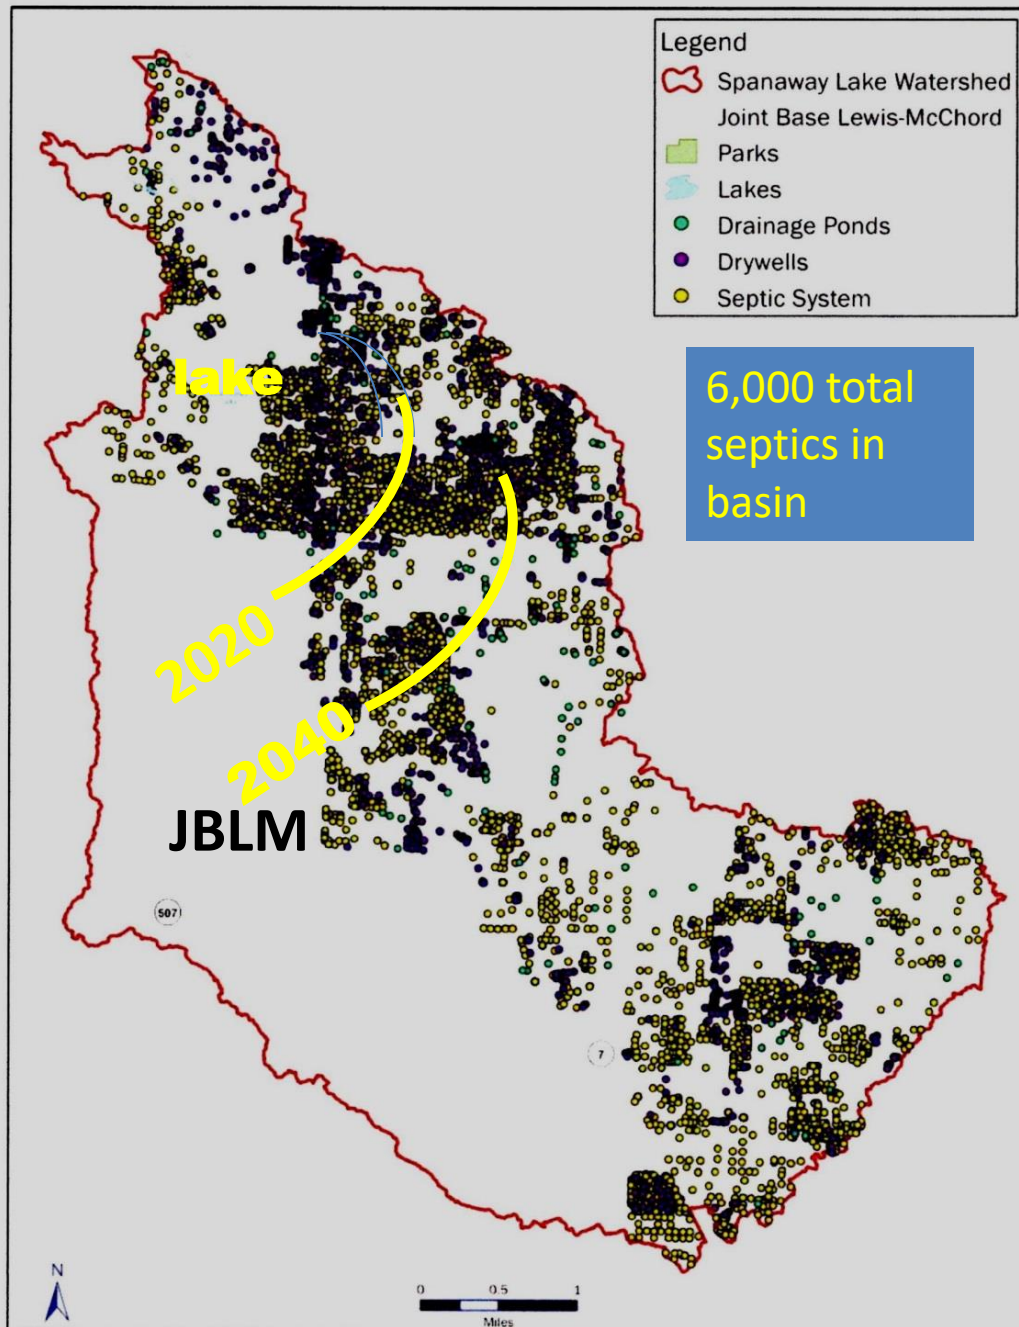 Legend
Spanaway Lake Watershed
Joint Base Lewis-McChord
Parks
Lakes
Drainage Ponds
Drywells
Septic System
lake
6,000 total
septics in
basin
2020
2040
JBLM
507
7
N
0 0.5 1
Miles